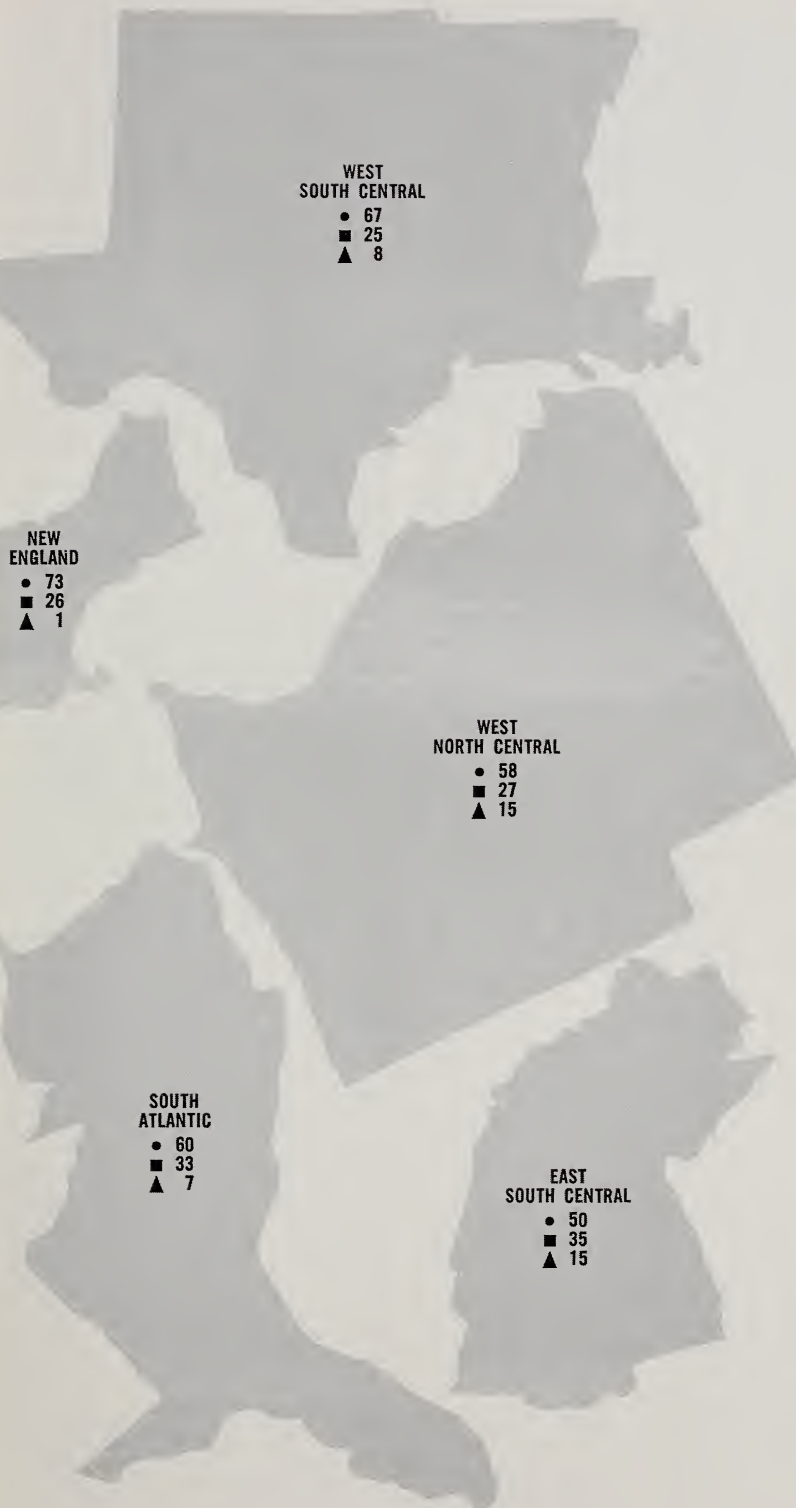 WEST
SOUTH CENTRAL
● 67
■ 25
▲ 8
NEW
ENGLAND
● 73
■ 26
▲ 1
WEST
NORTH CENTRAL
● 58
■ 27
▲ 15
SOUTH
ATLANTIC
● 60
■ 33
▲ 7
EAST
SOUTH CENTRAL
● 50
■ 35
▲ 15